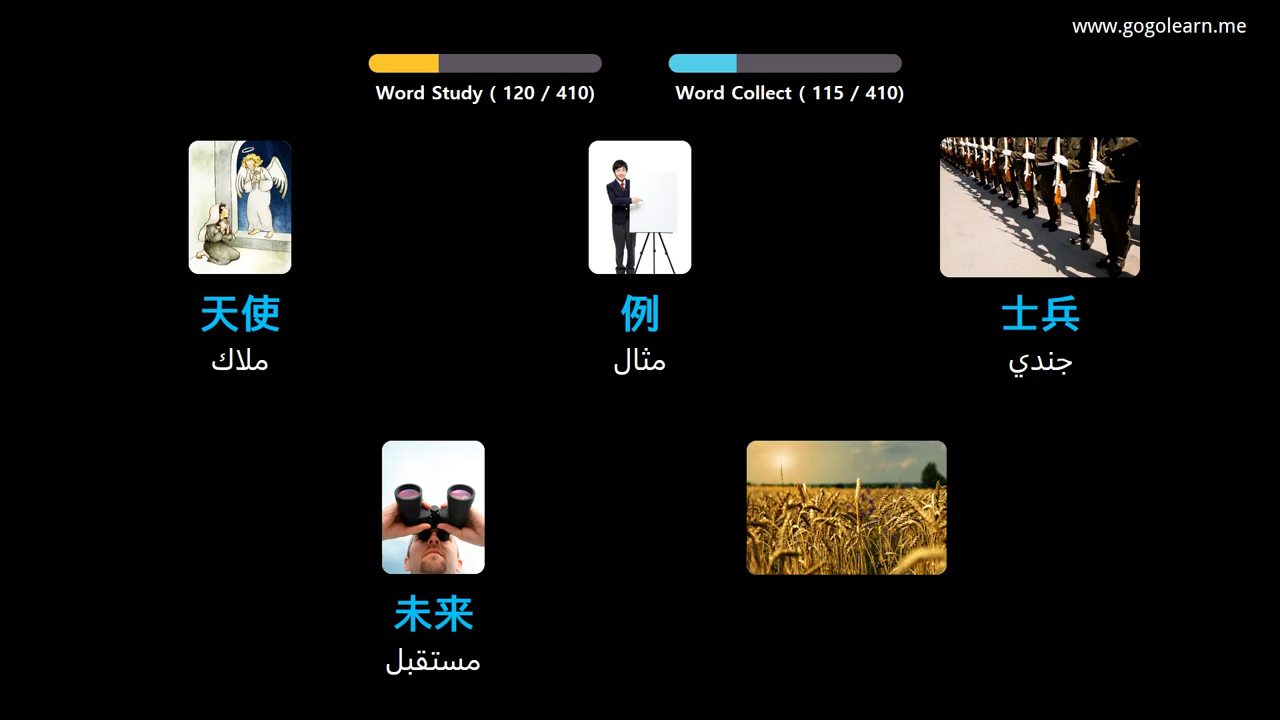 www.gogolearn.me
Word Study ( 120 / 410)
Word Collect ( 115 / 410)
天使
ملاك
例
مثال
士兵
جندي
未来
مستقبل